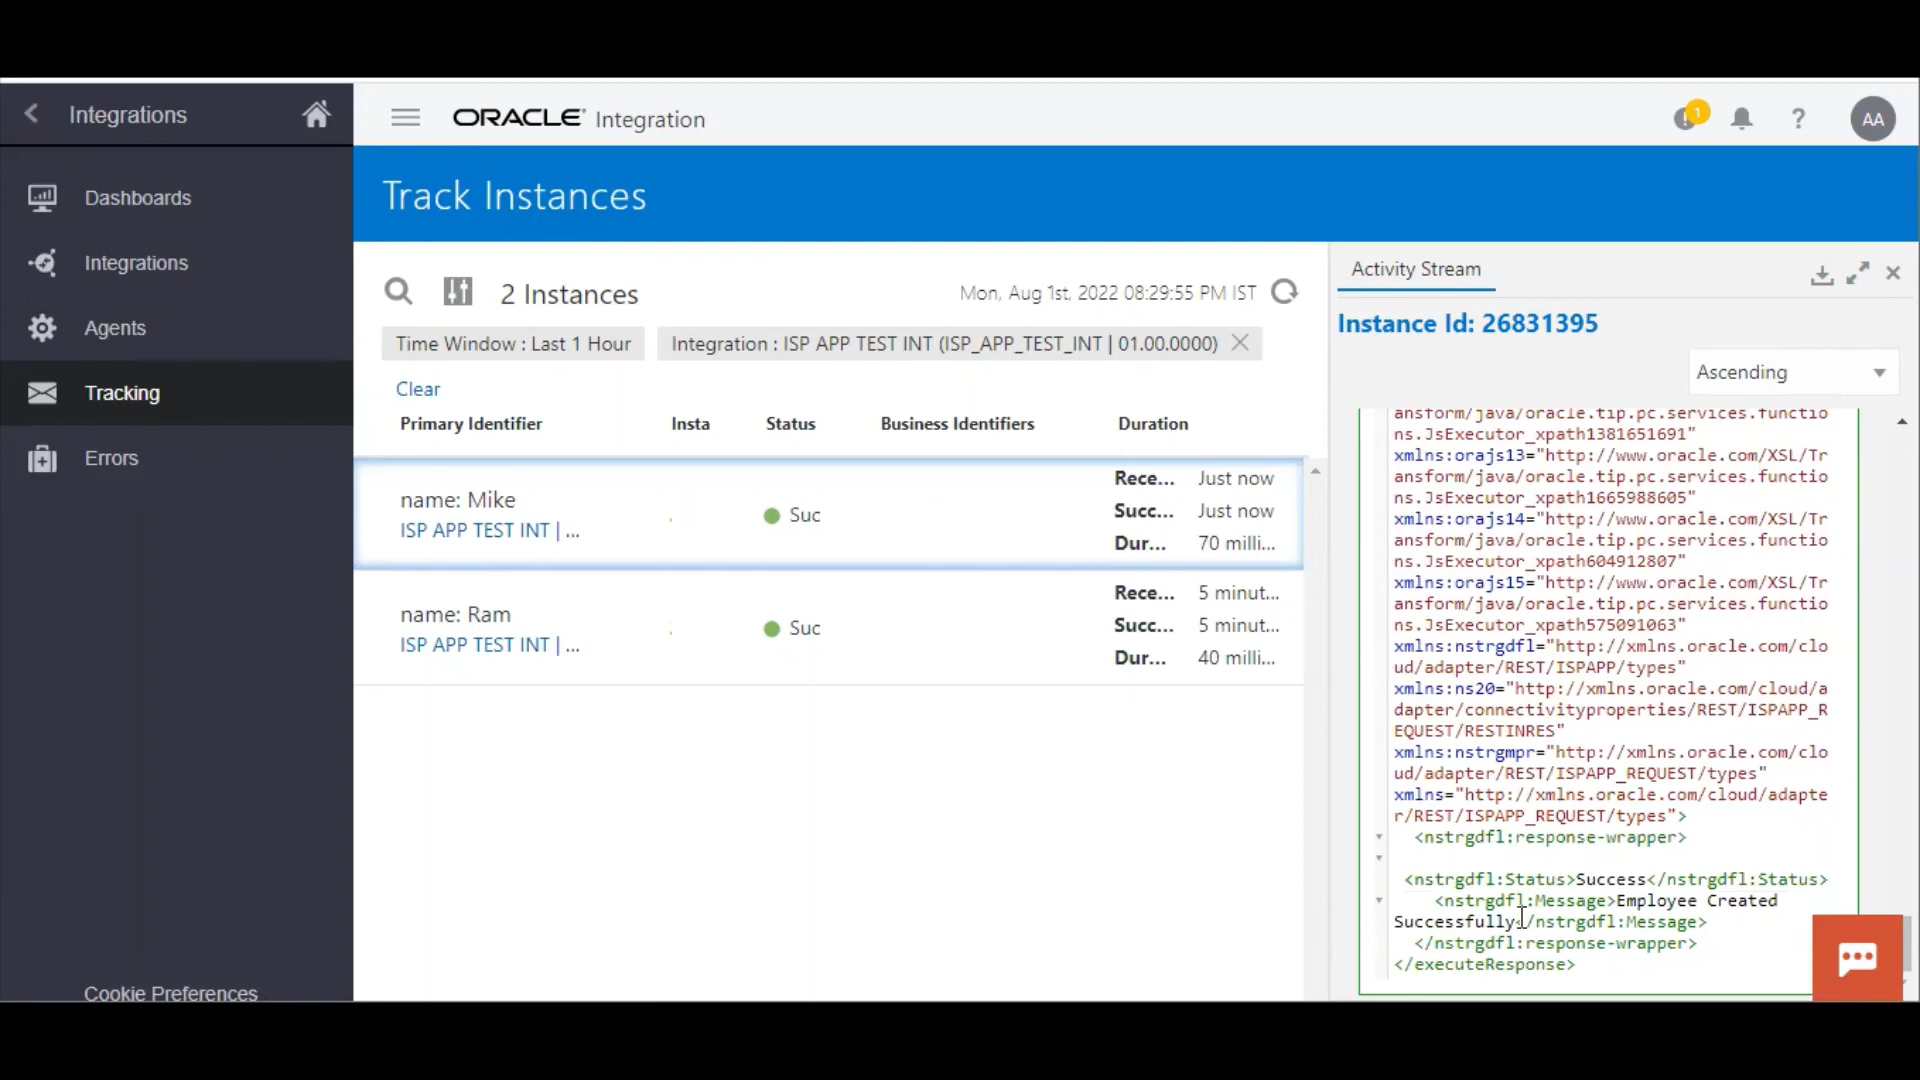 Integrations
ORACLE Integration
1
?
AA
Dashboards
Integrations
Agents
Tracking
Errors
Cookie Preferences
Track Instances
2 Instances
Mon, Aug 1st, 2022 08:29:55 PM IST
Time Window : Last 1 Hour
Integration : ISP APP TEST INT (ISP_APP_TEST_INT | 01.00.0000)
Clear
Primary Identifier Insta Status Business Identifiers Duration
name: Mike
ISP APP TEST INT | ...
Suc
Rece... Just now
Succ... Just now
Dur... 70 milli...
name: Ram
ISP APP TEST INT | ...
Suc
Rece... 5 minut...
Succ... 5 minut...
Dur... 40 milli...
Activity Stream
Instance Id: 26831395
Ascending
ansform/java/oracle.tip.pc.services.functio
ns.JsExecutor_xpath1381651691"
xmlns:orajs13="http://www.oracle.com/XSL/Tr
ansform/java/oracle.tip.pc.services.functio
ns.JsExecutor_xpath1665988605"
xmlns:orajs14="http://www.oracle.com/XSL/Tr
ansform/java/oracle.tip.pc.services.functio
ns.JsExecutor_xpath604912807"
xmlns:orajs15="http://www.oracle.com/XSL/Tr
ansform/java/oracle.tip.pc.services.functio
ns.JsExecutor_xpath575091063"
xmlns:nstrgdfl="http://xmlns.oracle.com/clo
ud/adapter/REST/ISPAPP/types"
xmlns:ns20="http://xmlns.oracle.com/cloud/a
dapter/connectivityproperties/REST/ISPAPP_R
EQUEST/RESTINRES"
xmlns:nstrgmpr="http://xmlns.oracle.com/clo
ud/adapter/REST/ISPAPP_REQUEST/types"
xmlns="http://xmlns.oracle.com/cloud/adapte
r/REST/ISPAPP_REQUEST/types">
<nstrgdfl:response-wrapper>
<nstrgdfl:Status>Success</nstrgdfl:Status>
<nstrgdfl:Message>Employee Created
Successfully</nstrgdfl:Message>
</nstrgdfl:response-wrapper>
</executeResponse>